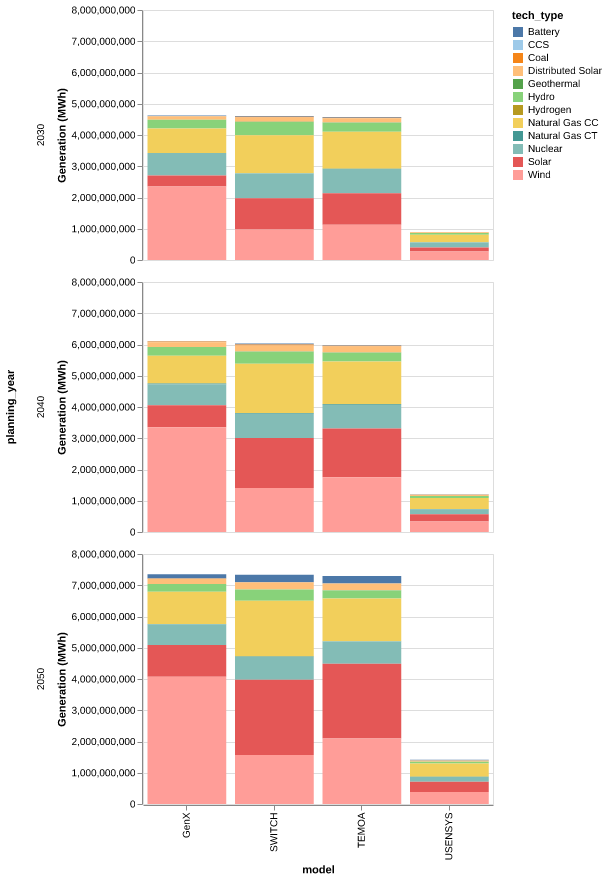 tech_type
Battery
CCS
Coal
Distributed Solar
Geothermal
Hydro
Hydrogen
Natural Gas CC
Natural Gas CT
Nuclear
Solar
Wind
planning_year
2030
Generation (MWh)
8,000,000,000
7,000,000,000
6,000,000,000
5,000,000,000
4,000,000,000
3,000,000,000
2,000,000,000
1,000,000,000
0
2040
Generation (MWh)
8,000,000,000
7,000,000,000
6,000,000,000
5,000,000,000
4,000,000,000
3,000,000,000
2,000,000,000
1,000,000,000
0
2050
Generation (MWh)
8,000,000,000
7,000,000,000
6,000,000,000
5,000,000,000
4,000,000,000
3,000,000,000
2,000,000,000
1,000,000,000
0
GenX
SWITCH
TEMOA
USENSYS
model